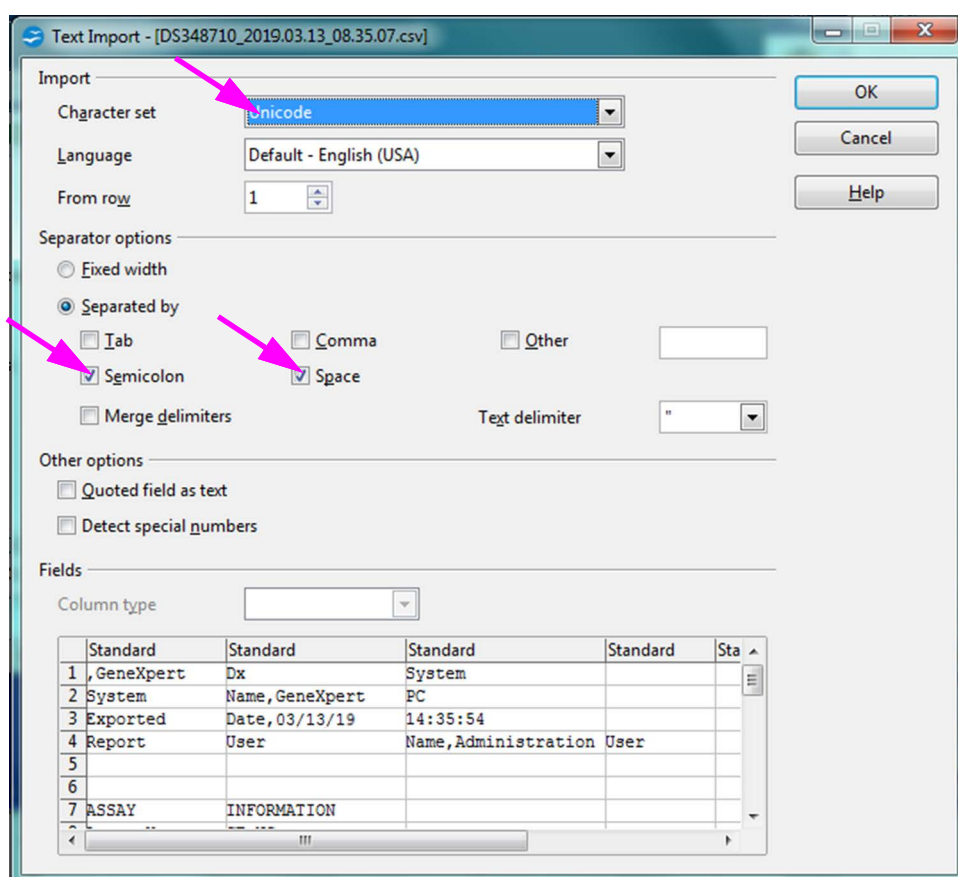 Text Import - [DS348710_2019.03.13_08.35.07.csv]
Import
Character set Unicode
OK
Cancel
Language Default - English (USA)
Help
From row 1
Separator options
Fixed width
Separated by
Tab Comma Other
Semicolon Space
Merge delimiters Text delimiter "
Other options
Quoted field as text
Detect special numbers
Fields
Column type
Standard Standard Standard Standard Sta
1 ,GeneXpert Dx System
2 System Name,GeneXpert PC
3 Exported Date,03/13/19 14:35:54
4 Report User Name,Administration User
5
6
7 ASSAY INFORMATION